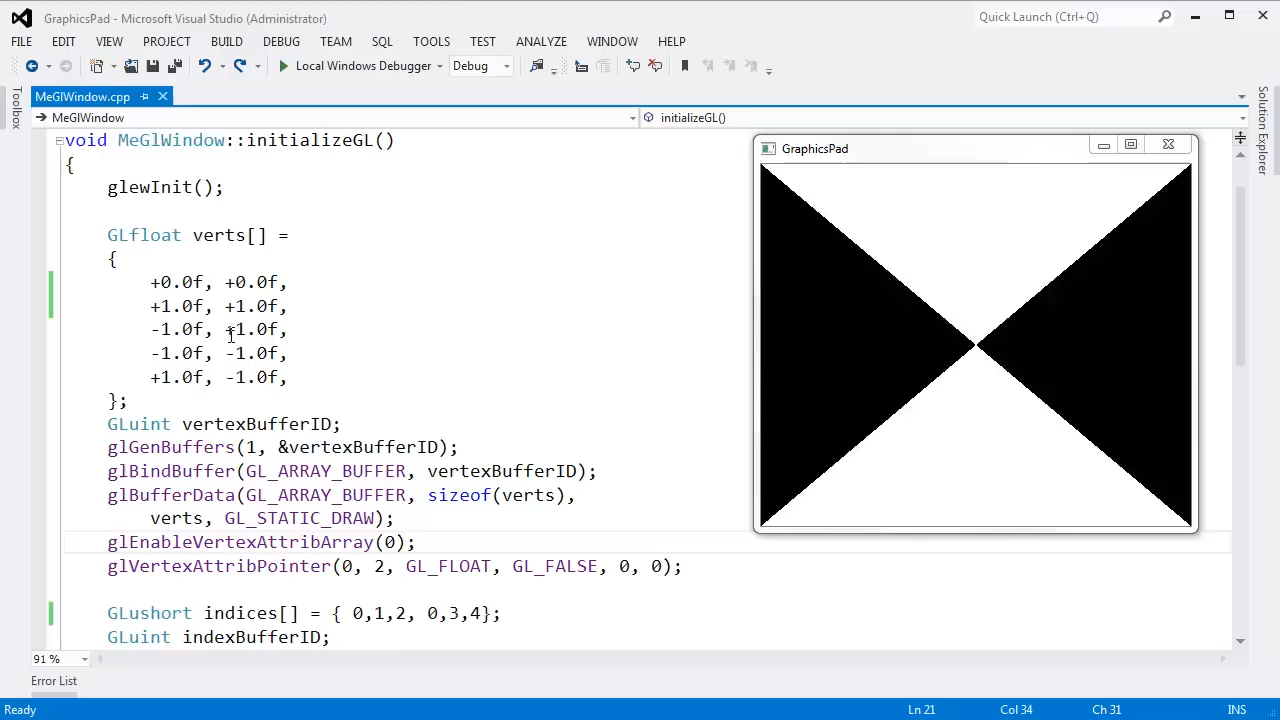 GraphicsPad - Microsoft Visual Studio (Administrator)
Quick Launch (Ctrl+Q)
FILE EDIT VIEW PROJECT BUILD DEBUG TEAM SQL TOOLS TEST ANALYZE WINDOW HELP
Local Windows Debugger Debug
Toolbox
MeGlWindow.cpp
Solution Explorer
MeGlWindow initializeGL()
void MeGlWindow::initializeGL()
{
glewInit();
GLfloat verts[] =
{
+0.0f, +0.0f,
+1.0f, +1.0f,
-1.0f, +1.0f,
-1.0f, -1.0f,
+1.0f, -1.0f,
};
GLuint vertexBufferID;
glGenBuffers(1, &vertexBufferID);
glBindBuffer(GL_ARRAY_BUFFER, vertexBufferID);
glBufferData(GL_ARRAY_BUFFER, sizeof(verts),
verts, GL_STATIC_DRAW);
glEnableVertexAttribArray(0);
glVertexAttribPointer(0, 2, GL_FLOAT, GL_FALSE, 0, 0);
GLushort indices[] = { 0,1,2, 0,3,4};
GLuint indexBufferID;
GraphicsPad
91 %
Error List
Ready Ln 21 Col 34 Ch 31 INS